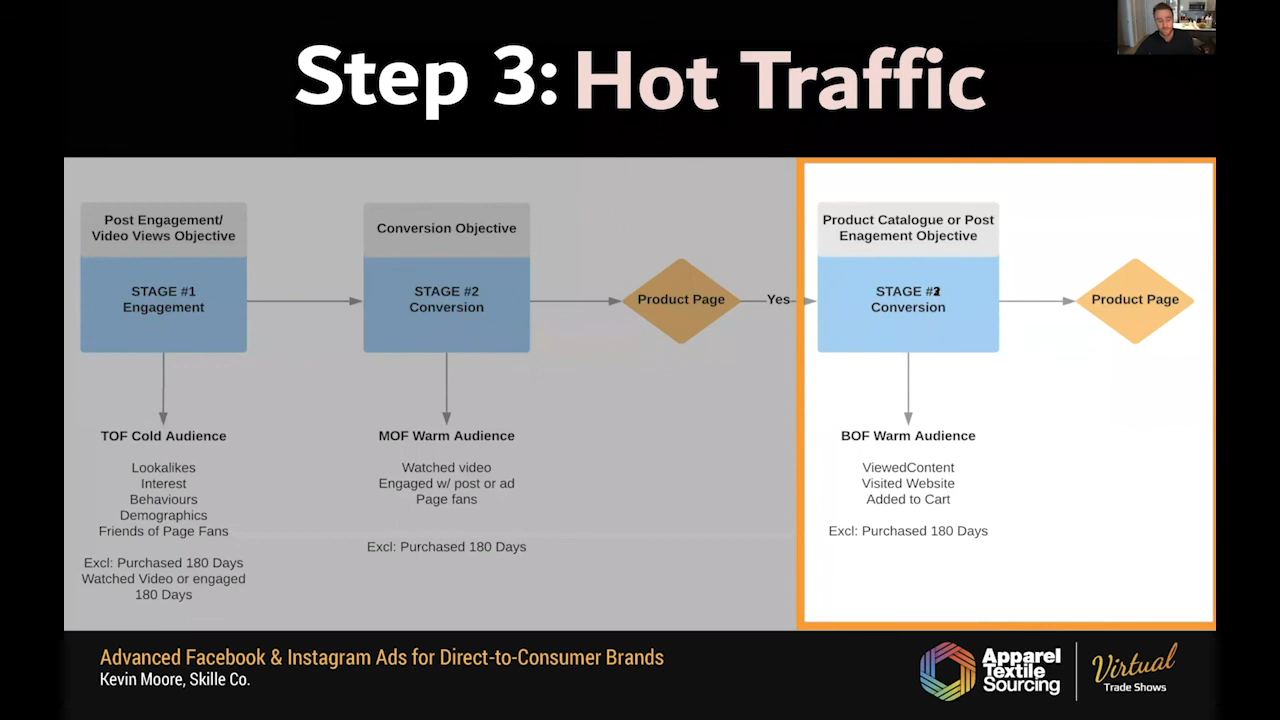 Step 3: Hot Traffic
Post Engagement/
Video Views Objective
STAGE #1
Engagement
TOF Cold Audience
Lookalikes
Interest
Behaviours
Demographics
Friends of Page Fans
Excl: Purchased 180 Days
Watched Video or engaged
180 Days
Conversion Objective
STAGE #2
Conversion
MOF Warm Audience
Watched video
Engaged w/ post or ad
Page fans
Excl: Purchased 180 Days
Product Page
Yes
Product Catalogue or Post
Enagement Objective
STAGE
Conversion
BOF Warm Audience
ViewedContent
Visited Website
Added to Cart
Excl: Purchased 180 Days
Product Page
Advanced Facebook & Instagram Ads for Direct-to-Consumer Brands
Kevin Moore, Skille Co.
Apparel
Textile
Sourcing
Virtual
Trade Shows